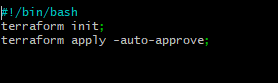 #!/bin/bash
terraform init;
terraform apply -auto-approve;